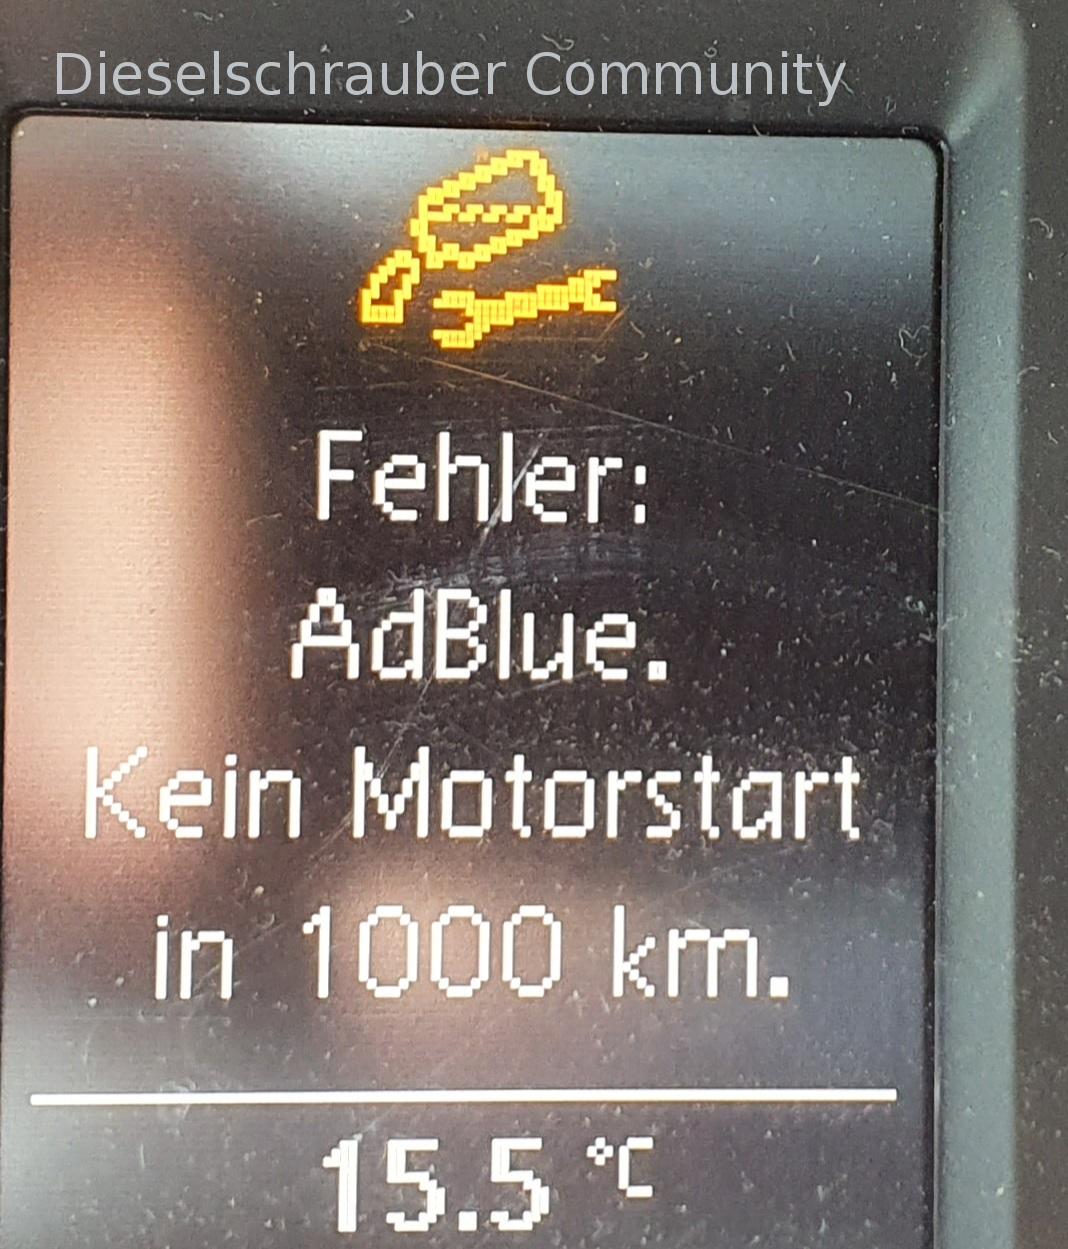 Dieselschrauber Community
Fehler:
AdBlue.
Kein Motorstart
in 1000 km.
15.5 °C